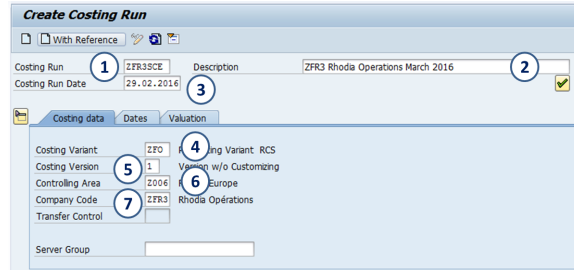 Create Costing Run
With Reference
Costing Run 1 ZFR3SCE Description ZFR3 Rhodia Operations March 2016 2
Costing Run Date 29.02.2016 3
Costing data Dates Valuation
Costing Variant ZFO 4 Costing Variant RCS
Costing Version 5 1 Version w/o Customizing
Controlling Area Z006 6 Europe
Company Code 7 ZFR3 Rhodia Opérations
Transfer Control
Server Group